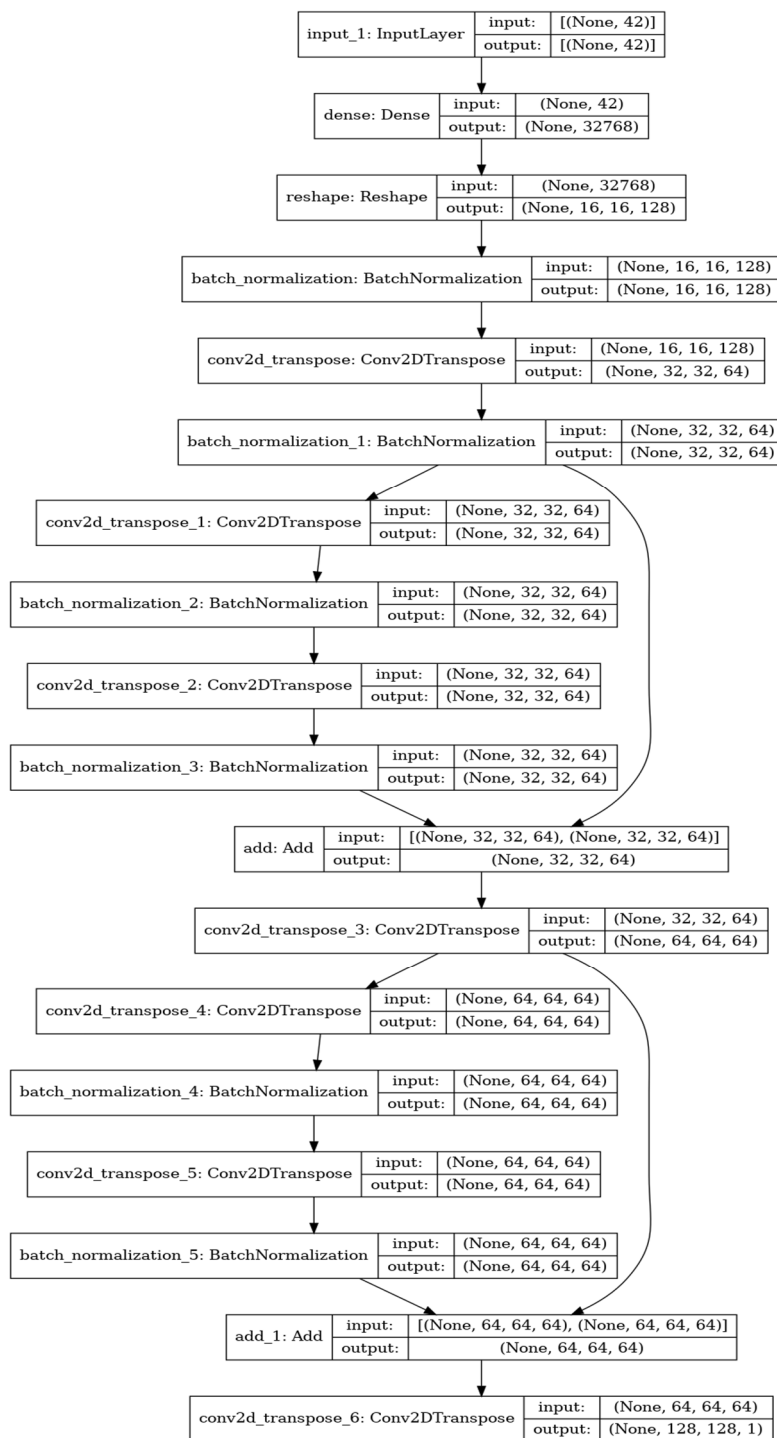 input_1: InputLayer
input: [(None, 42)]
output: [(None, 42)]
dense: Dense
input: (None, 42)
output: (None, 32768)
reshape: Reshape
input: (None, 32768)
output: (None, 16, 16, 128)
batch_normalization: BatchNormalization
input: (None, 16, 16, 128)
output: (None, 16, 16, 128)
conv2d_transpose: Conv2DTranspose
input: (None, 16, 16, 128)
output: (None, 32, 32, 64)
batch_normalization_1: BatchNormalization
input: (None, 32, 32, 64)
output: (None, 32, 32, 64)
conv2d_transpose_1: Conv2DTranspose
input: (None, 32, 32, 64)
output: (None, 32, 32, 64)
batch_normalization_2: BatchNormalization
input: (None, 32, 32, 64)
output: (None, 32, 32, 64)
conv2d_transpose_2: Conv2DTranspose
input: (None, 32, 32, 64)
output: (None, 32, 32, 64)
batch_normalization_3: BatchNormalization
input: (None, 32, 32, 64)
output: (None, 32, 32, 64)
add: Add
input: [(None, 32, 32, 64), (None, 32, 32, 64)]
output: (None, 32, 32, 64)
conv2d_transpose_3: Conv2DTranspose
input: (None, 32, 32, 64)
output: (None, 64, 64, 64)
conv2d_transpose_4: Conv2DTranspose
input: (None, 64, 64, 64)
output: (None, 64, 64, 64)
batch_normalization_4: BatchNormalization
input: (None, 64, 64, 64)
output: (None, 64, 64, 64)
conv2d_transpose_5: Conv2DTranspose
input: (None, 64, 64, 64)
output: (None, 64, 64, 64)
batch_normalization_5: BatchNormalization
input: (None, 64, 64, 64)
output: (None, 64, 64, 64)
add_1: Add
input: [(None, 64, 64, 64), (None, 64, 64, 64)]
output: (None, 64, 64, 64)
conv2d_transpose_6: Conv2DTranspose
input: (None, 64, 64, 64)
output: (None, 128, 128, 1)